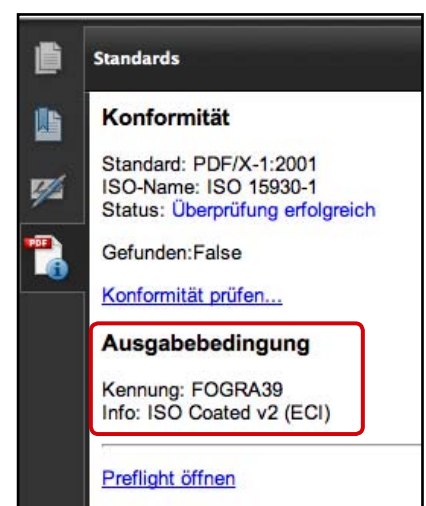 Standards
Konformität
Standard: PDF/X-1:2001
ISO-Name: ISO 15930-1
Status: Überprüfung erfolgreich
Gefunden:False
Konformität prüfen...
Ausgabebedingung
Kennung: FOGRA39
Info: ISO Coated v2 (ECI)
Preflight öffnen
PDF